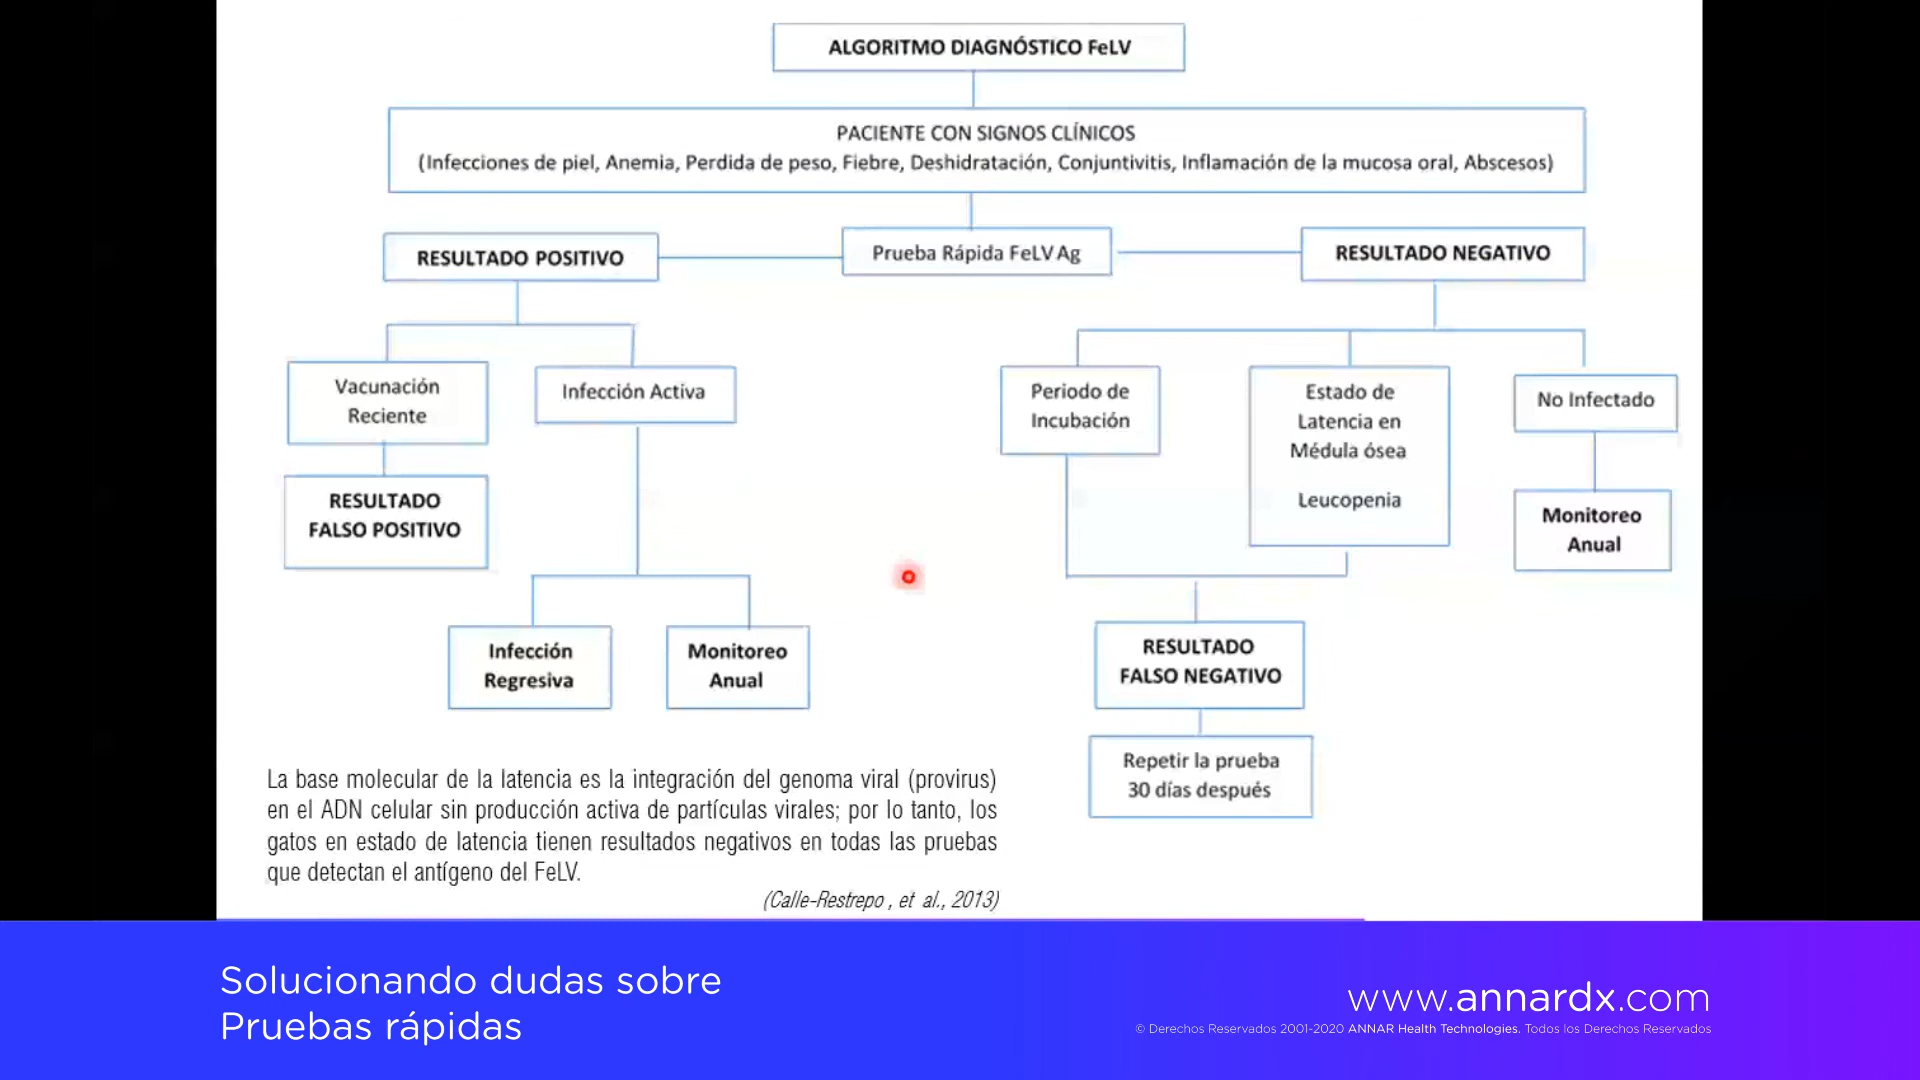 ALGORITMO DIAGNÓSTICO FeLV
PACIENTE CON SIGNOS CLÍNICOS
(Infecciones de piel, Anemia, Perdida de peso, Fiebre, Deshidratación, Conjuntivitis, Inflamación de la mucosa oral, Abscesos)
RESULTADO POSITIVO
Prueba Rápida FeLV Ag
RESULTADO NEGATIVO
Vacunación
Reciente
Infección Activa
Periodo de
Incubación
Estado de
Latencia en
Médula ósea
Leucopenia
No Infectado
RESULTADO
FALSO POSITIVO
Monitoreo
Anual
Infección
Regresiva
Monitoreo
Anual
RESULTADO
FALSO NEGATIVO
Repetir la prueba
30 días después
La base molecular de la latencia es la integración del genoma viral (provirus)
en el ADN celular sin producción activa de partículas virales; por lo tanto, los
gatos en estado de latencia tienen resultados negativos en todas las pruebas
que detectan el antígeno del FeLV.
(Calle-Restrepo , et al., 2013)
Solucionando dudas sobre
Pruebas rápidas
www.annardx.com
© Derechos Reservados 2001-2020 ANNAR Health Technologies. Todos los Derechos Reservados